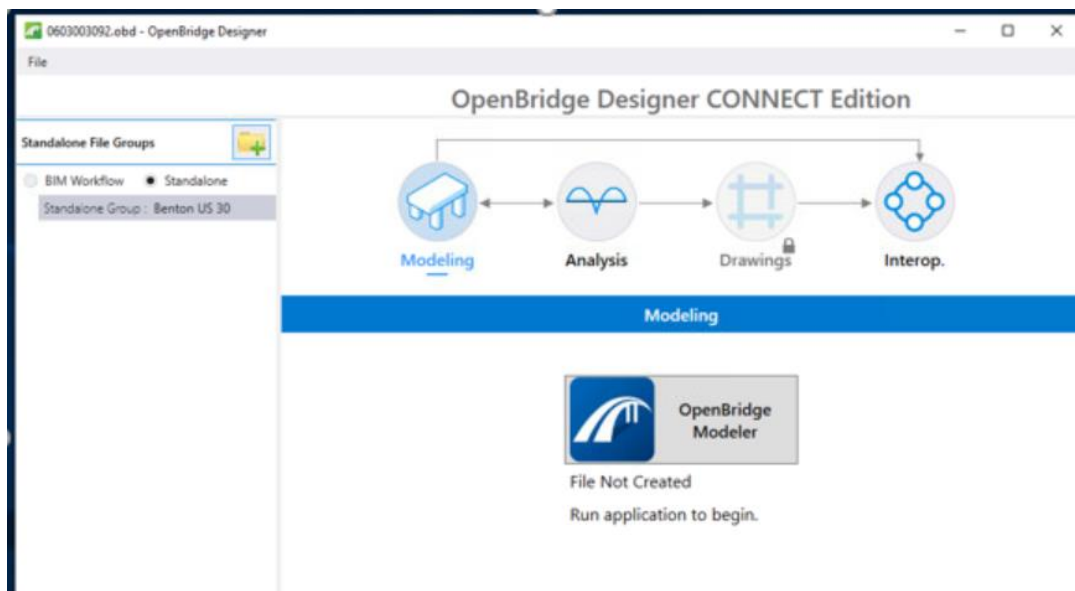 0603003092.obd - OpenBridge Designer
File
OpenBridge Designer CONNECT Edition
Standalone File Groups
BIM Workflow Standalone
Standalone Group : Benton US 30
Modeling Analysis Drawings Interop.
Modeling
OpenBridge
Modeler
File Not Created
Run application to begin.